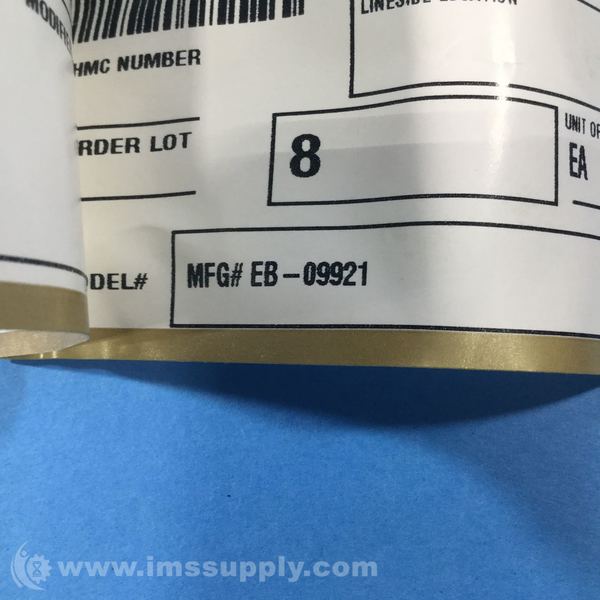 LINESIDE LOCATION
HMC NUMBER
RDER LOT
8
UNIT OF
EA
DEL#
MFG# EB-09921
www.imssupply.com